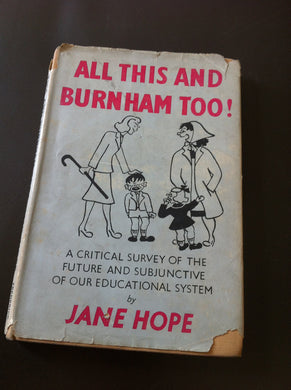 ALL THIS AND
BURNHAM TOO!
A CRITICAL SURVEY OF THE
FUTURE AND SUBJUNCTIVE
OF OUR EDUCATIONAL SYSTEM
by
JANE HOPE